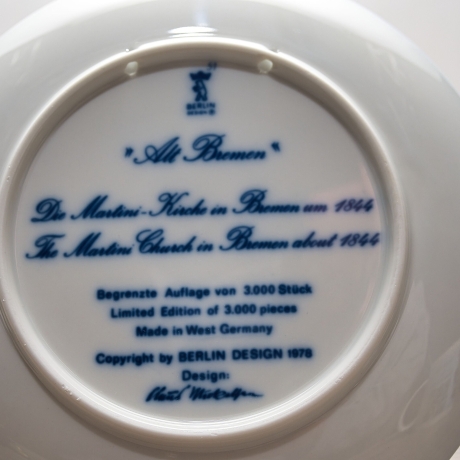 BERLIN
DESIGN
"Alt Bremen"
Die Martini-Kirche in Bremen um 1844
The Martini Church in Bremen about 1844
Begrenzte Auflage von 3.000 Stück
Limited Edition of 3.000 pieces
Made in West Germany
Copyright by BERLIN DESIGN 1978
Design: